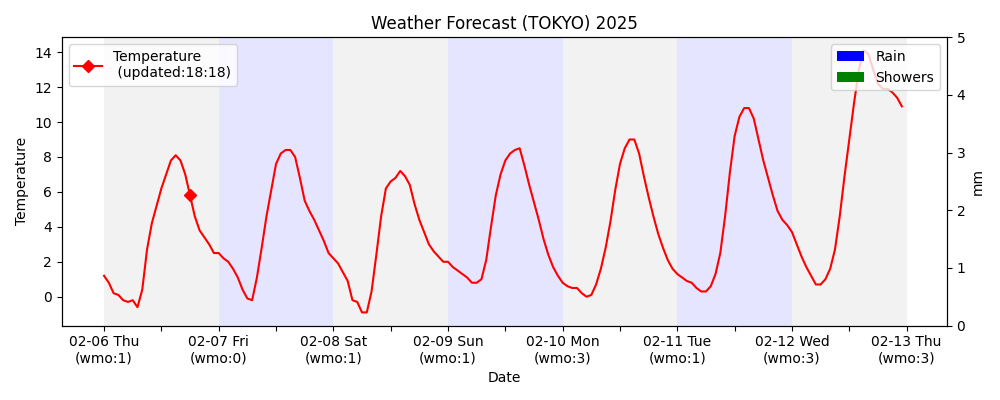 Weather Forecast (TOKYO) 2025
Temperature
(updated:18:18)
Rain
Showers
14
12
10
8
6
4
2
0
Temperature
5
4
3
2
1
0
mm
02-06 Thu
(wmo:1)
02-07 Fri
(wmo:0)
02-08 Sat
(wmo:1)
02-09 Sun
(wmo:1)
02-10 Mon
(wmo:3)
02-11 Tue
(wmo:1)
02-12 Wed
(wmo:3)
02-13 Thu
(wmo:3)
Date